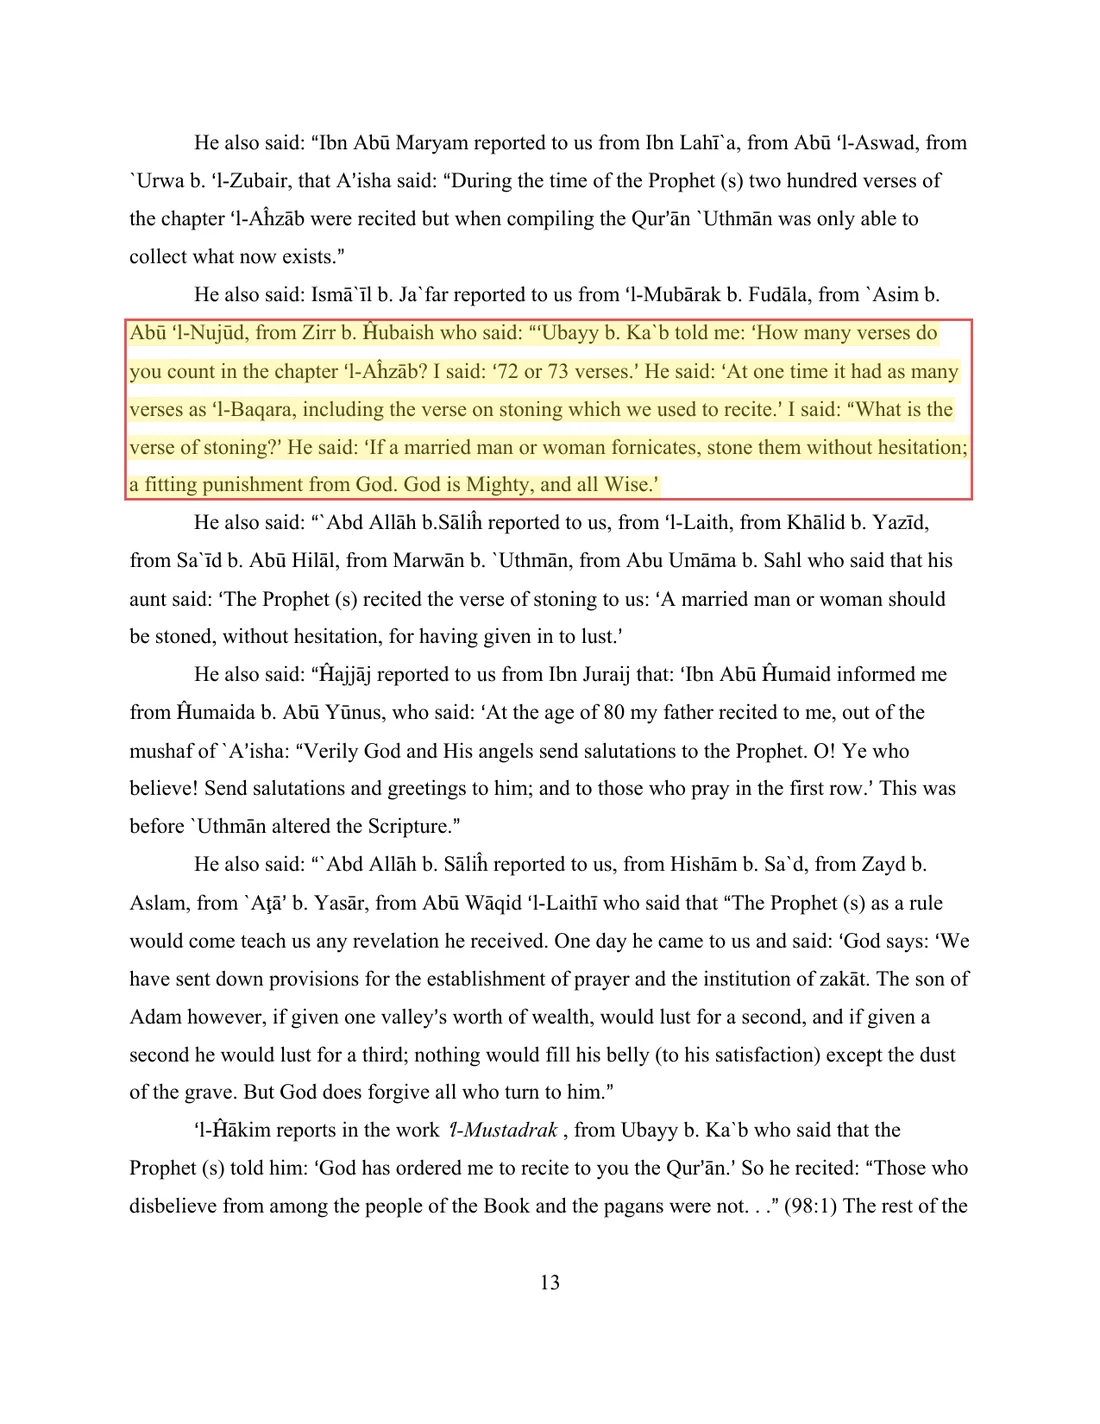 He also said: “Ibn Abū Maryam reported to us from Ibn Lahī`a, from Abū ‘l-Aswad, from
`Urwa b. ‘l-Zubair, that A’isha said: “During the time of the Prophet (s) two hundred verses of
the chapter ‘l-Aĥzāb were recited but when compiling the Qur’ān `Uthmān was only able to
collect what now exists.”
He also said: Ismā`īl b. Ja`far reported to us from ‘l-Mubārak b. Fudāla, from `Asim b.
Abū ‘l-Nujūd, from Zirr b. Ĥubaish who said: “‘Ubayy b. Ka`b told me: ‘How many verses do
you count in the chapter ‘l-Aĥzāb? I said: ‘72 or 73 verses.’ He said: ‘At one time it had as many
verses as ‘l-Baqara, including the verse on stoning which we used to recite.’ I said: “What is the
verse of stoning?’ He said: ‘If a married man or woman fornicates, stone them without hesitation;
a fitting punishment from God. God is Mighty, and all Wise.’
He also said: “`Abd Allāh b.Sāliĥ reported to us, from ‘l-Laith, from Khālid b. Yazīd,
from Sa`īd b. Abū Hilāl, from Marwān b. `Uthmān, from Abu Umāma b. Sahl who said that his
aunt said: ‘The Prophet (s) recited the verse of stoning to us: ‘A married man or woman should
be stoned, without hesitation, for having given in to lust.’
He also said: “Ĥajjāj reported to us from Ibn Juraij that: ‘Ibn Abū Ĥumaid informed me
from Ĥumaida b. Abū Yūnus, who said: ‘At the age of 80 my father recited to me, out of the
mushaf of `A’isha: “Verily God and His angels send salutations to the Prophet. O! Ye who
believe! Send salutations and greetings to him; and to those who pray in the first row.’ This was
before `Uthmān altered the Scripture.”
He also said: “`Abd Allāh b. Sāliĥ reported to us, from Hishām b. Sa`d, from Zayd b.
Aslam, from `Aţā’ b. Yasār, from Abū Wāqid ‘l-Laithī who said that “The Prophet (s) as a rule
would come teach us any revelation he received. One day he came to us and said: ‘God says: ‘We
have sent down provisions for the establishment of prayer and the institution of zakāt. The son of
Adam however, if given one valley’s worth of wealth, would lust for a second, and if given a
second he would lust for a third; nothing would fill his belly (to his satisfaction) except the dust
of the grave. But God does forgive all who turn to him.”
‘l-Ĥākim reports in the work ‘l-Mustadrak , from Ubayy b. Ka`b who said that the
Prophet (s) told him: ‘God has ordered me to recite to you the Qur’ān.’ So he recited: “Those who
disbelieve from among the people of the Book and the pagans were not. . .” (98:1) The rest of the
13